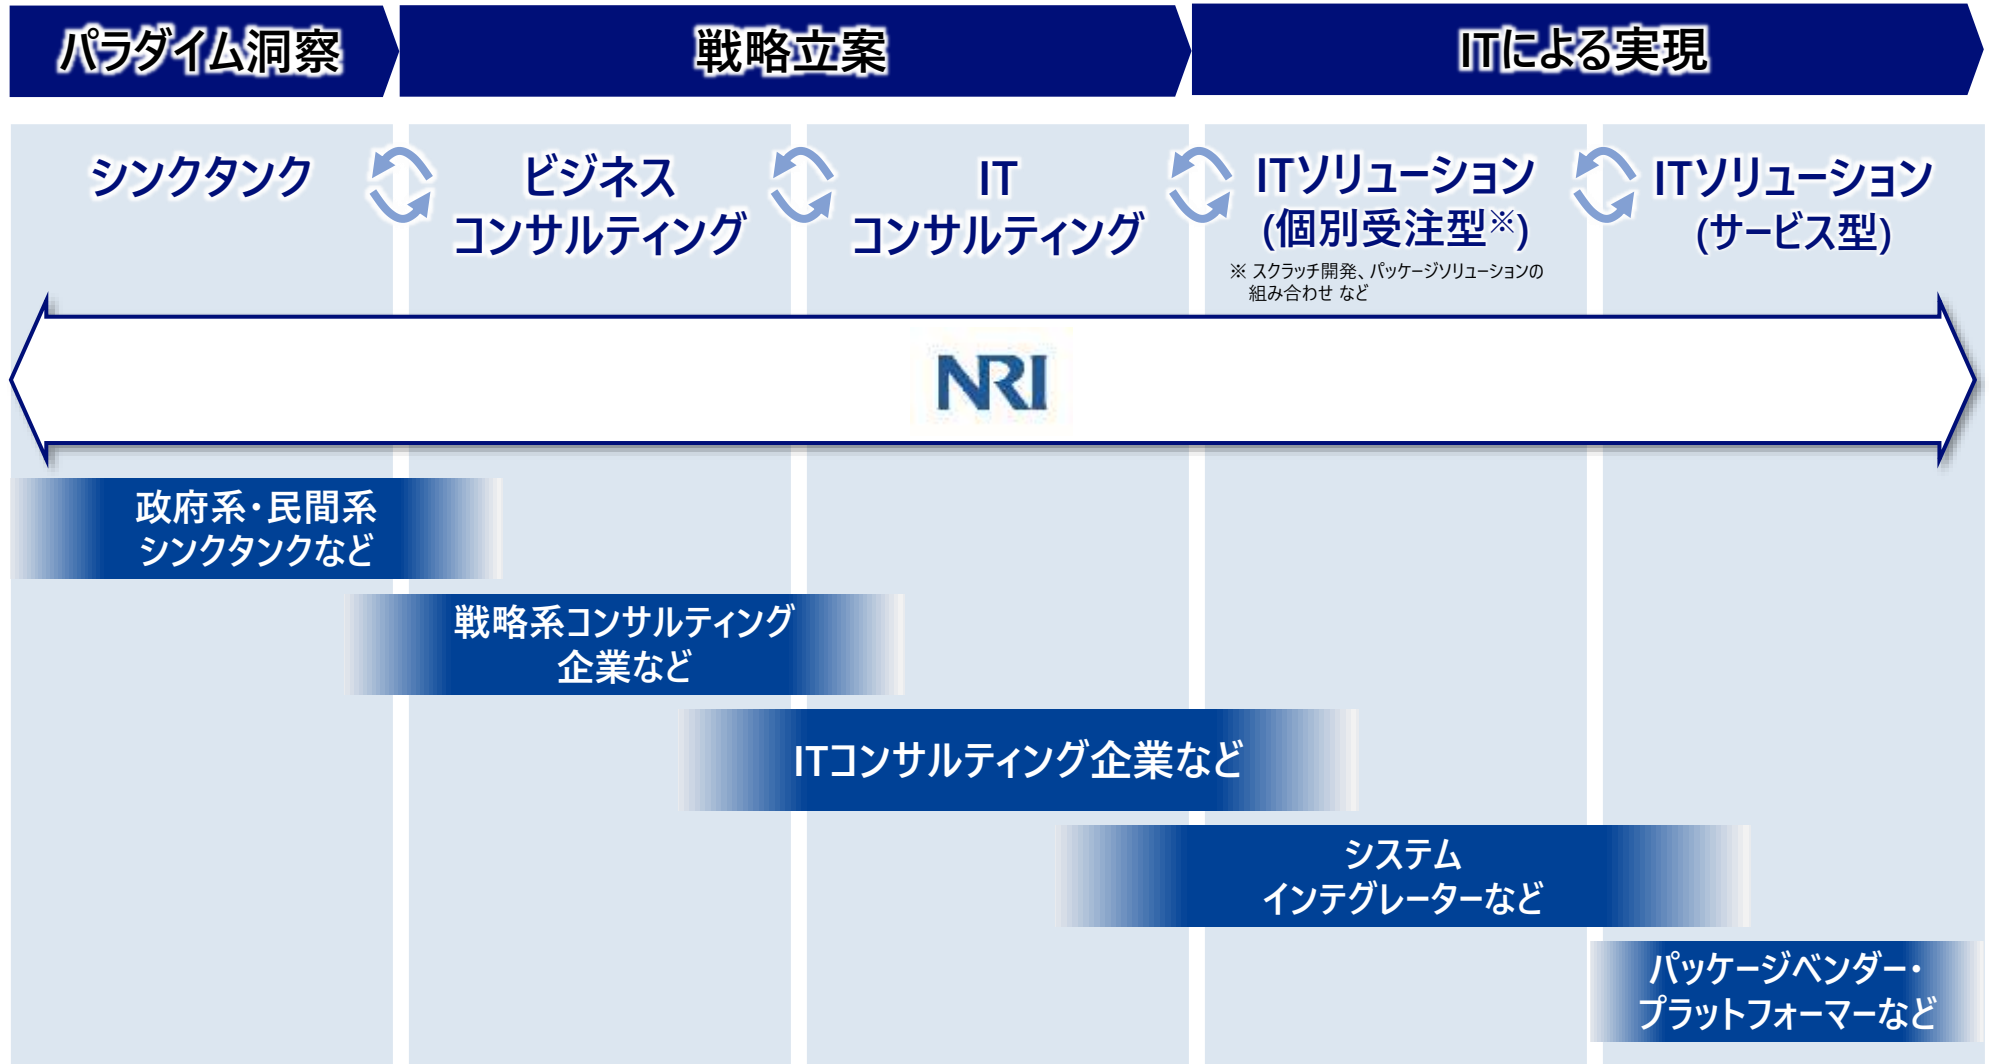 パラダイム洞察
戦略立案
ITによる実現
シンクタンク
ビジネス
コンサルティング
IT
コンサルティング
ITソリューション
(個別受注型※)
※ スクラッチ開発、パッケージソリューションの
組み合わせ など
ITソリューション
(サービス型)
NRI
政府系・民間系
シンクタンクなど
戦略系コンサルティング
企業など
ITコンサルティング企業など
システム
インテグレーターなど
パッケージベンダー・
プラットフォーマーなど